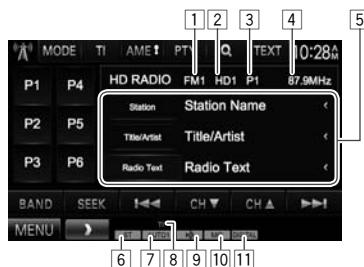 1 2 3 4 5
MODE TI AME PTY TEXT 10:28
HD RADIO FM1 HD1 P1 87.9MHz
P1 P4
Station Station Name
P2 P5
Title/Artist Title/Artist
P3 P6
Radio Text Radio Text
BAND SEEK CH CH
MENU
6 7 8 9 10 11